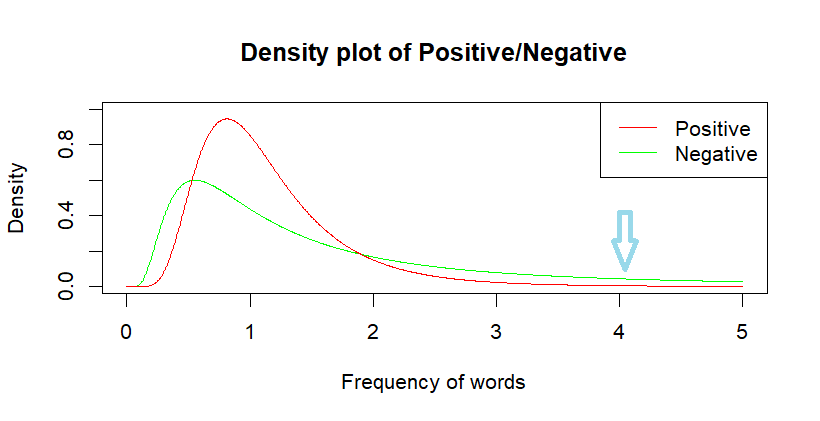 Density plot of Positive/Negative
Positive
Negative
Density
0.8
0.4
0.0
0 1 2 3 4 5
Frequency of words